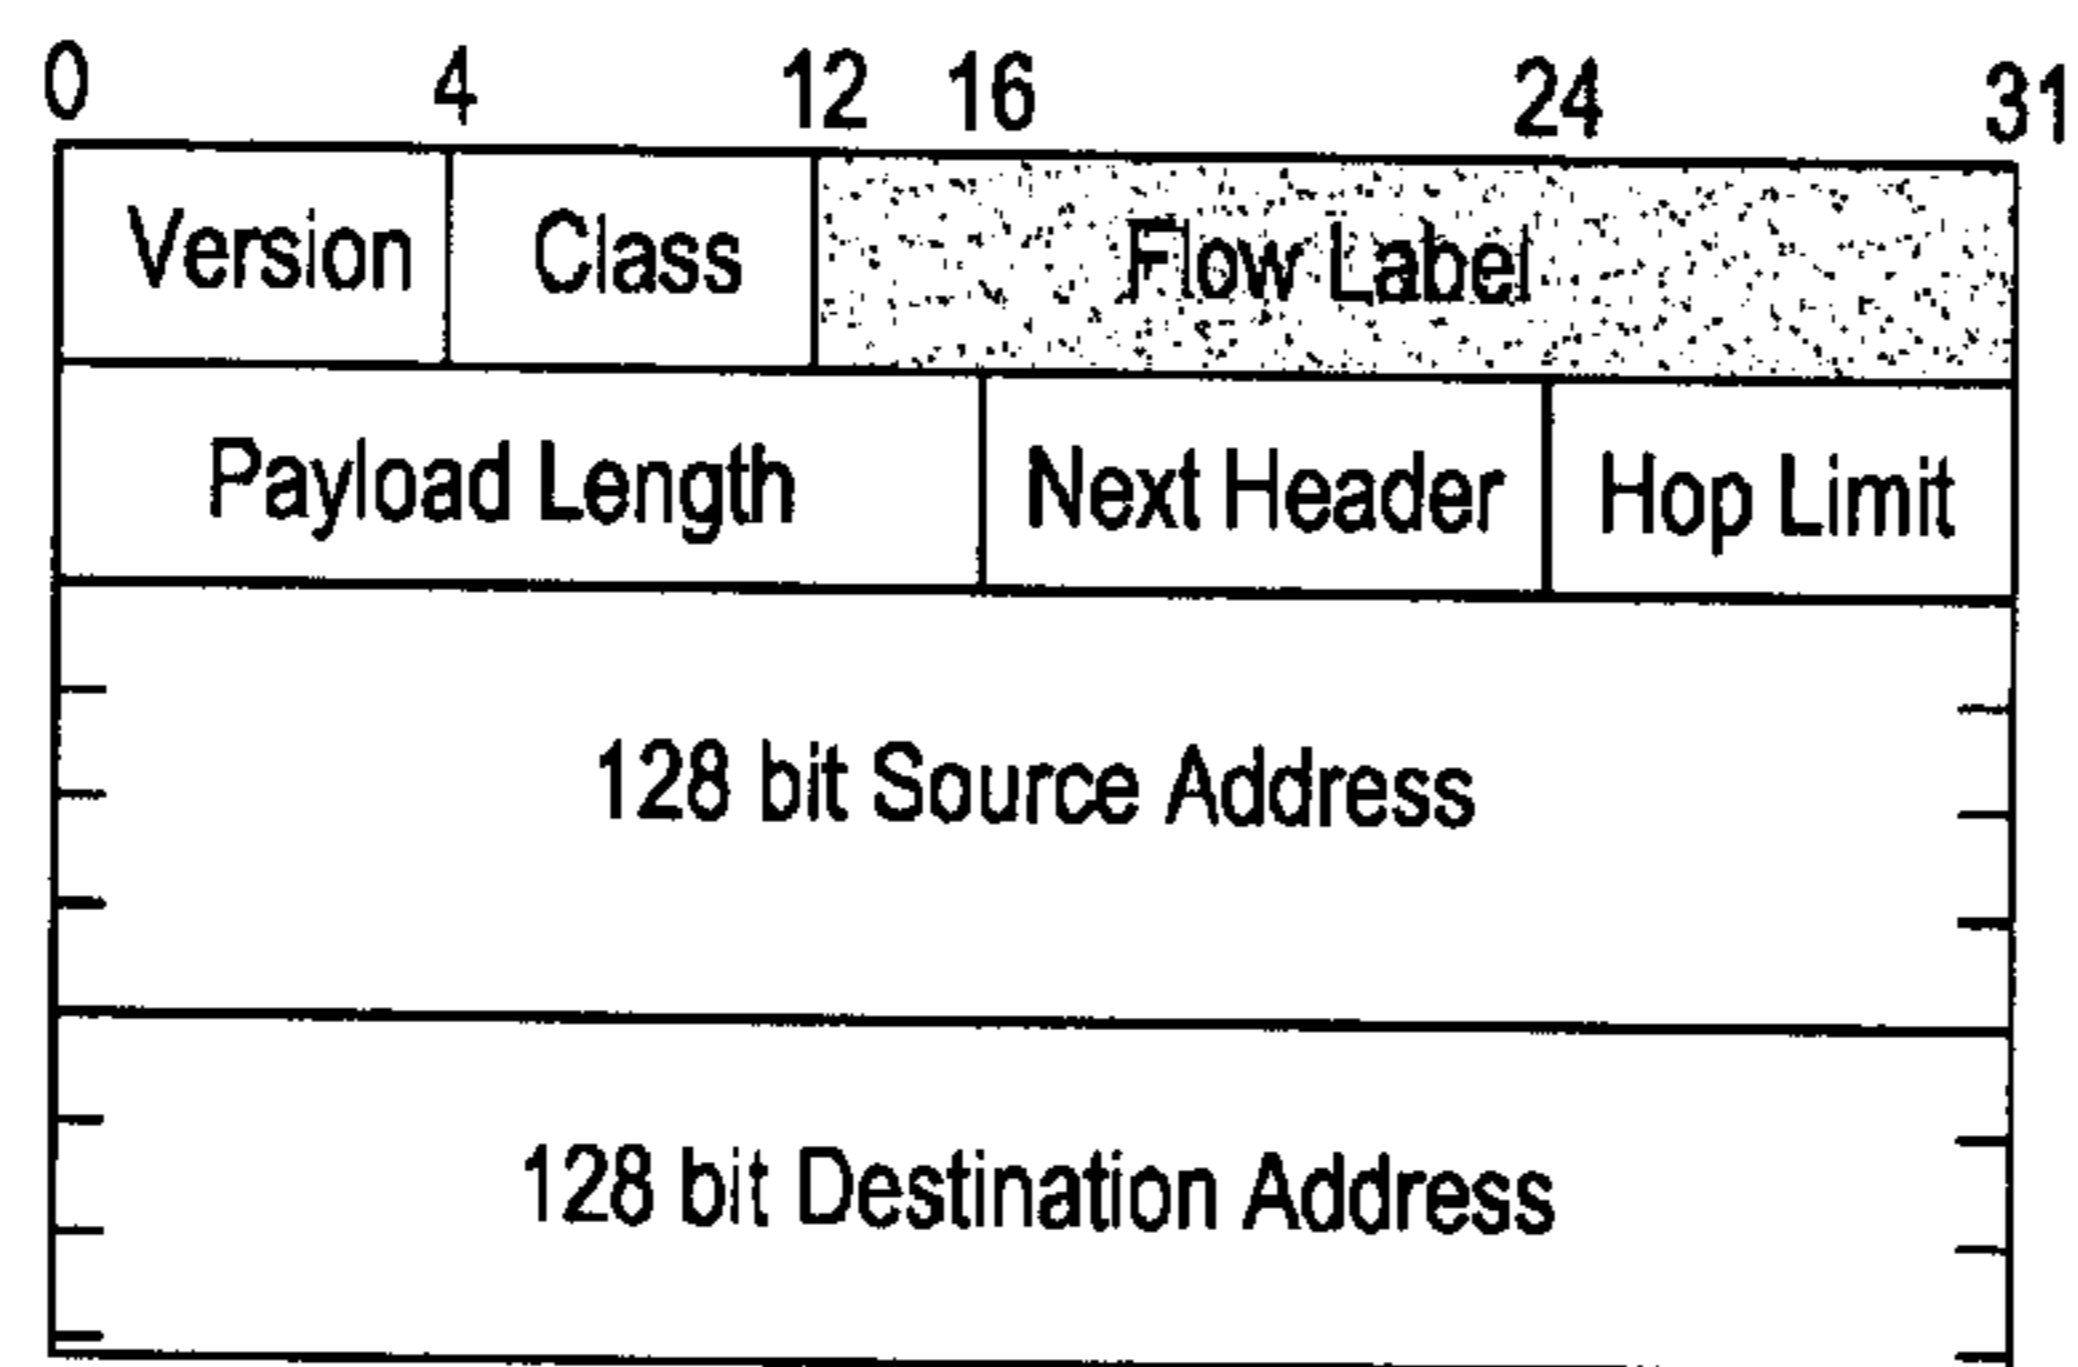 0 4 12 16 24 31
Version Class Flow Label
Payload Length Next Header Hop Limit
128 bit Source Address
128 bit Destination Address